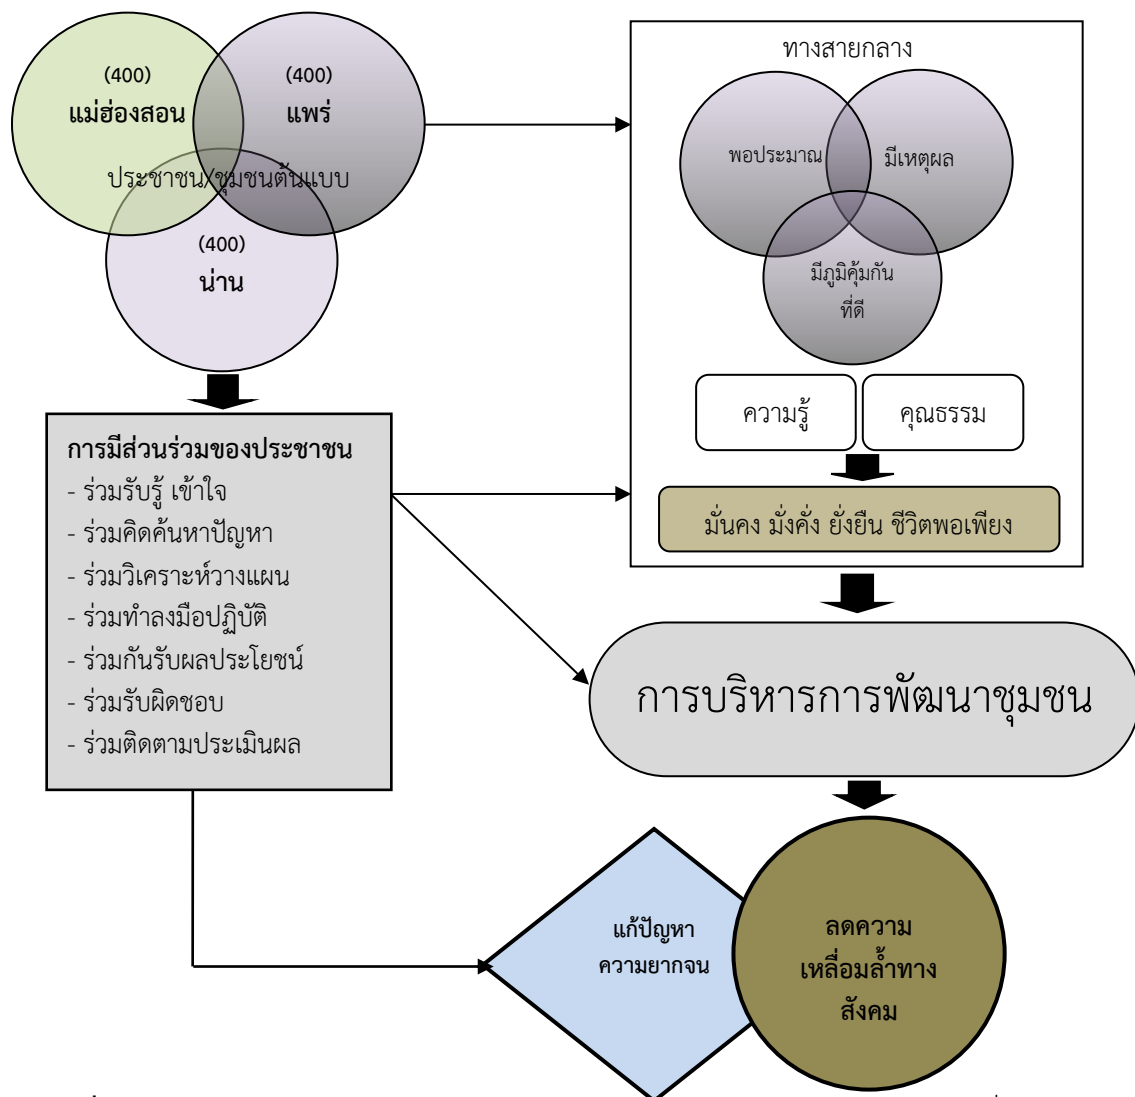 (400)
แม่ฮ่องสอน
(400)
แพร่
ประชาชน/ชุมชนต้นแบบ
(400)
น่าน
ทางสายกลาง
พอประมาณ
มีเหตุผล
มีภูมิคุ้มกัน
ที่ดี
ความรู้
คุณธรรม
มั่นคง มั่งคั่ง ยั่งยืน ชีวิตพอเพียง
การมีส่วนร่วมของประชาชน
- ร่วมรับรู้ เข้าใจ
- ร่วมคิดค้นหาปัญหา
- ร่วมวิเคราะห์วางแผน
- ร่วมทำลงมือปฏิบัติ
- ร่วมกันรับผลประโยชน์
- ร่วมรับผิดชอบ
- ร่วมติดตามประเมินผล
การบริหารการพัฒนาชุมชน
แก้ปัญหา
ความยากจน
ลดความ
เหลื่อมล้ำทาง
สังคม